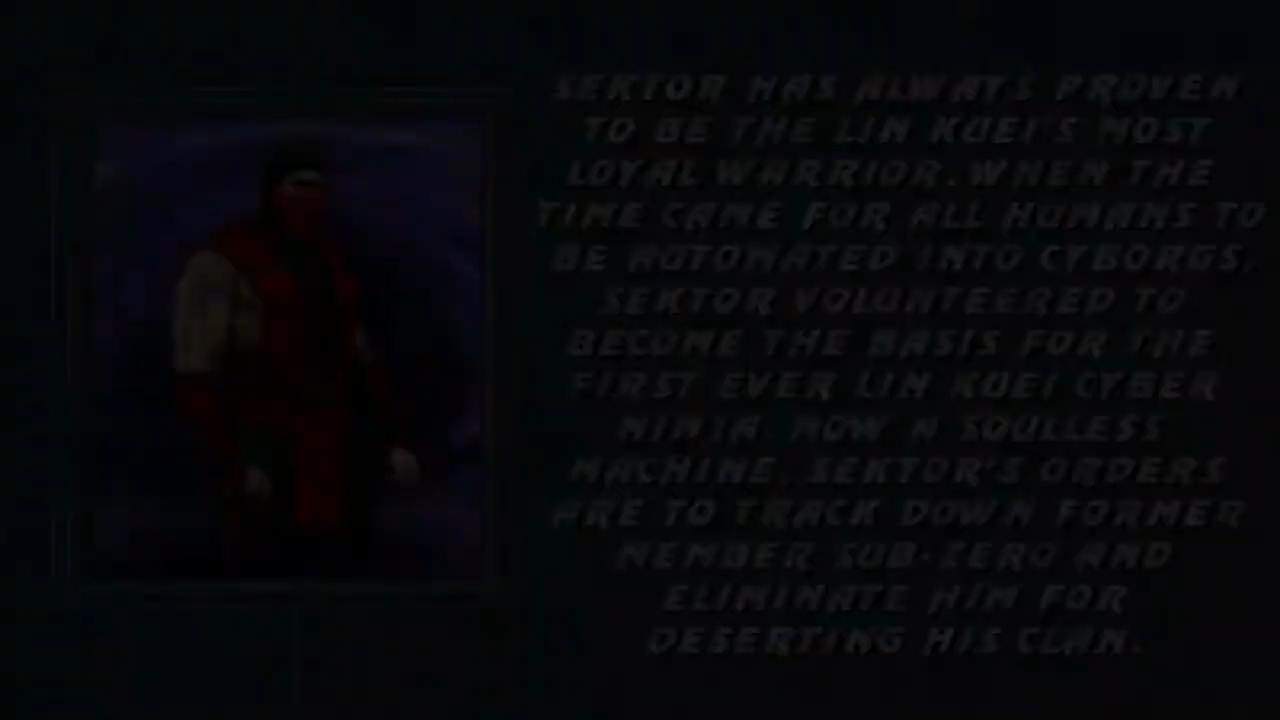 SEKTOR HAS ALWAYS PROVEN
TO BE THE LIN KUEI'S MOST
LOYAL WARRIOR. WHEN THE
TIME CAME FOR ALL HUMANS TO
BE AUTOMATED INTO CYBORGS,
SEKTOR VOLUNTEERED TO
BECOME THE BASIS FOR THE
FIRST EVER LIN KUEI CYBER
NINJA. NOW A SOULLESS
MACHINE, SEKTOR'S ORDERS
ARE TO TRACK DOWN FORMER
MEMBER SUB-ZERO AND
ELIMINATE HIM FOR
DESERTING HIS CLAN.